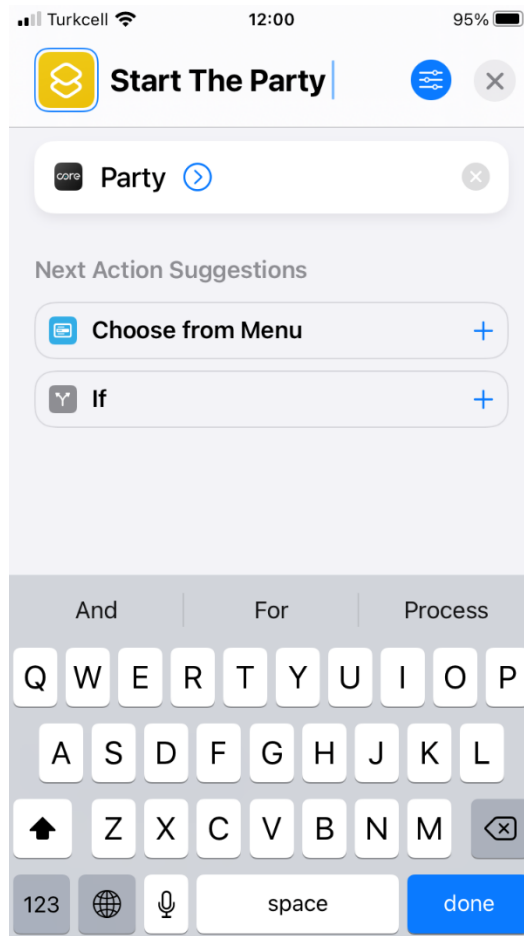 Turkcell 12:00 95%
Start The Party
core Party
Next Action Suggestions
Choose from Menu
If
And For Process
Q W E R T Y U I O P
A S D F G H J K L
Z X C V B N M
123 space done